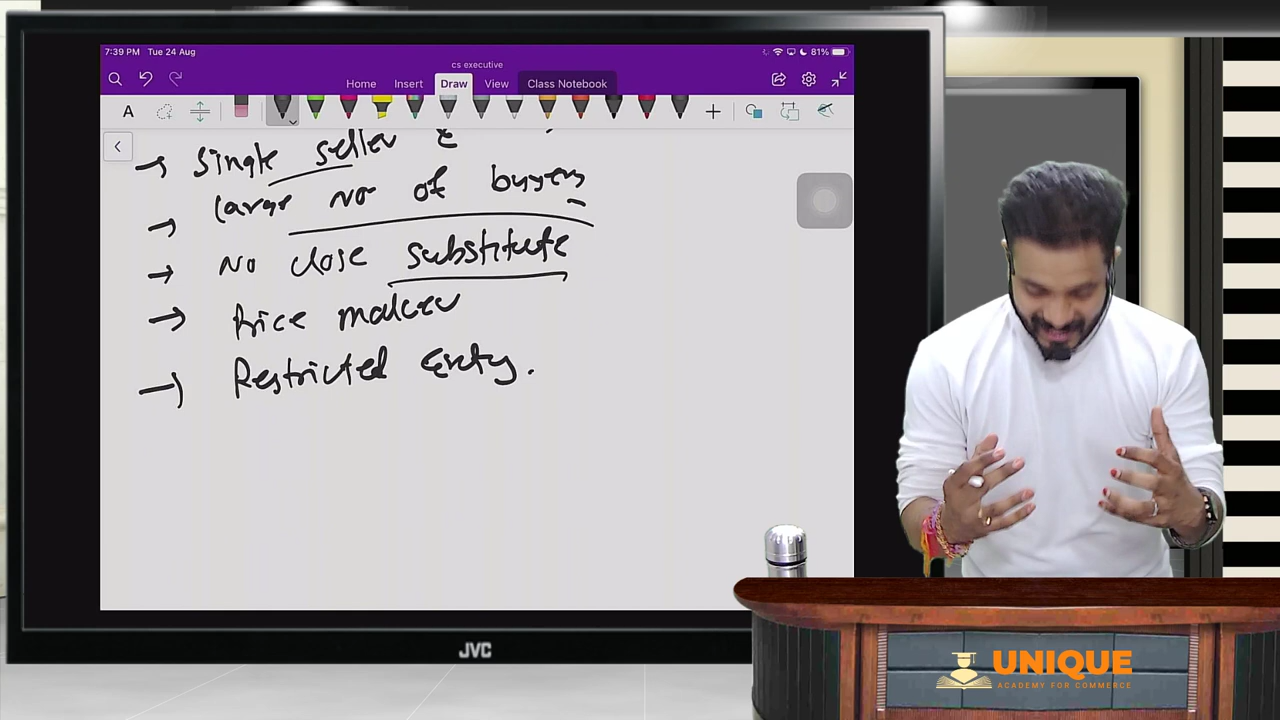 7:39 PM Tue 24 Aug
81%
cs executive
Home Insert Draw View Class Notebook
A
→ Single seller &
→ large no of buyers
→ No close substitute
→ Price maker
→ Restricted Entry.
JVC
UNIQUE
ACADEMY FOR COMMERCE